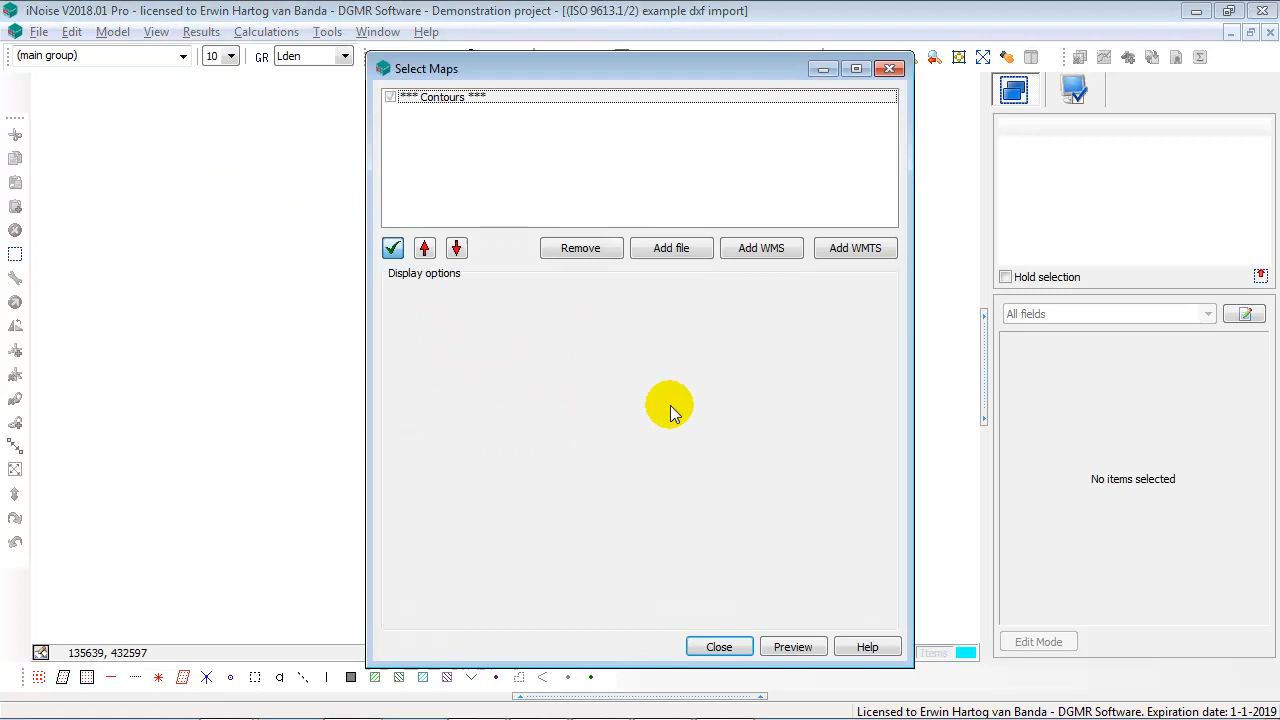 iNoise V2018.01 Pro - licensed to Erwin Hartog van Banda - DGMR Software - Demonstration project - [(ISO 9613.1/2) example dxf import]
File Edit Model View Results Calculations Tools Window Help
(main group) 10 GR Lden
Select Maps
*** Contours ***
Remove Add file Add WMS Add WMTS
Display options
Close Preview Help
Hold selection
All fields
No items selected
Edit Mode
135639, 432597
Items
Licensed to Erwin Hartog van Banda - DGMR Software. Expiration date: 1-1-2019